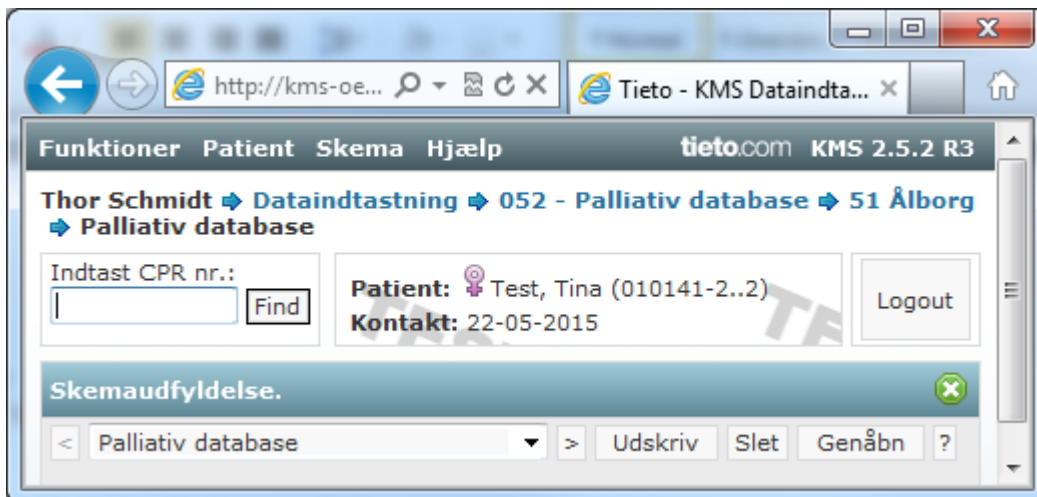 http://kms-oe...
Tieto - KMS Dataindta...
Funktioner Patient Skema Hjælp tieto.com KMS 2.5.2 R3
Thor Schmidt Dataindtastning 052 - Palliativ database 51 Ålborg
Palliativ database
Indtast CPR nr.:
Find
Patient: Test, Tina (010141-2..2)
Kontakt: 22-05-2015
Logout
Skemaudfyldelse.
< Palliativ database > Udskriv Slet Genåbn ?